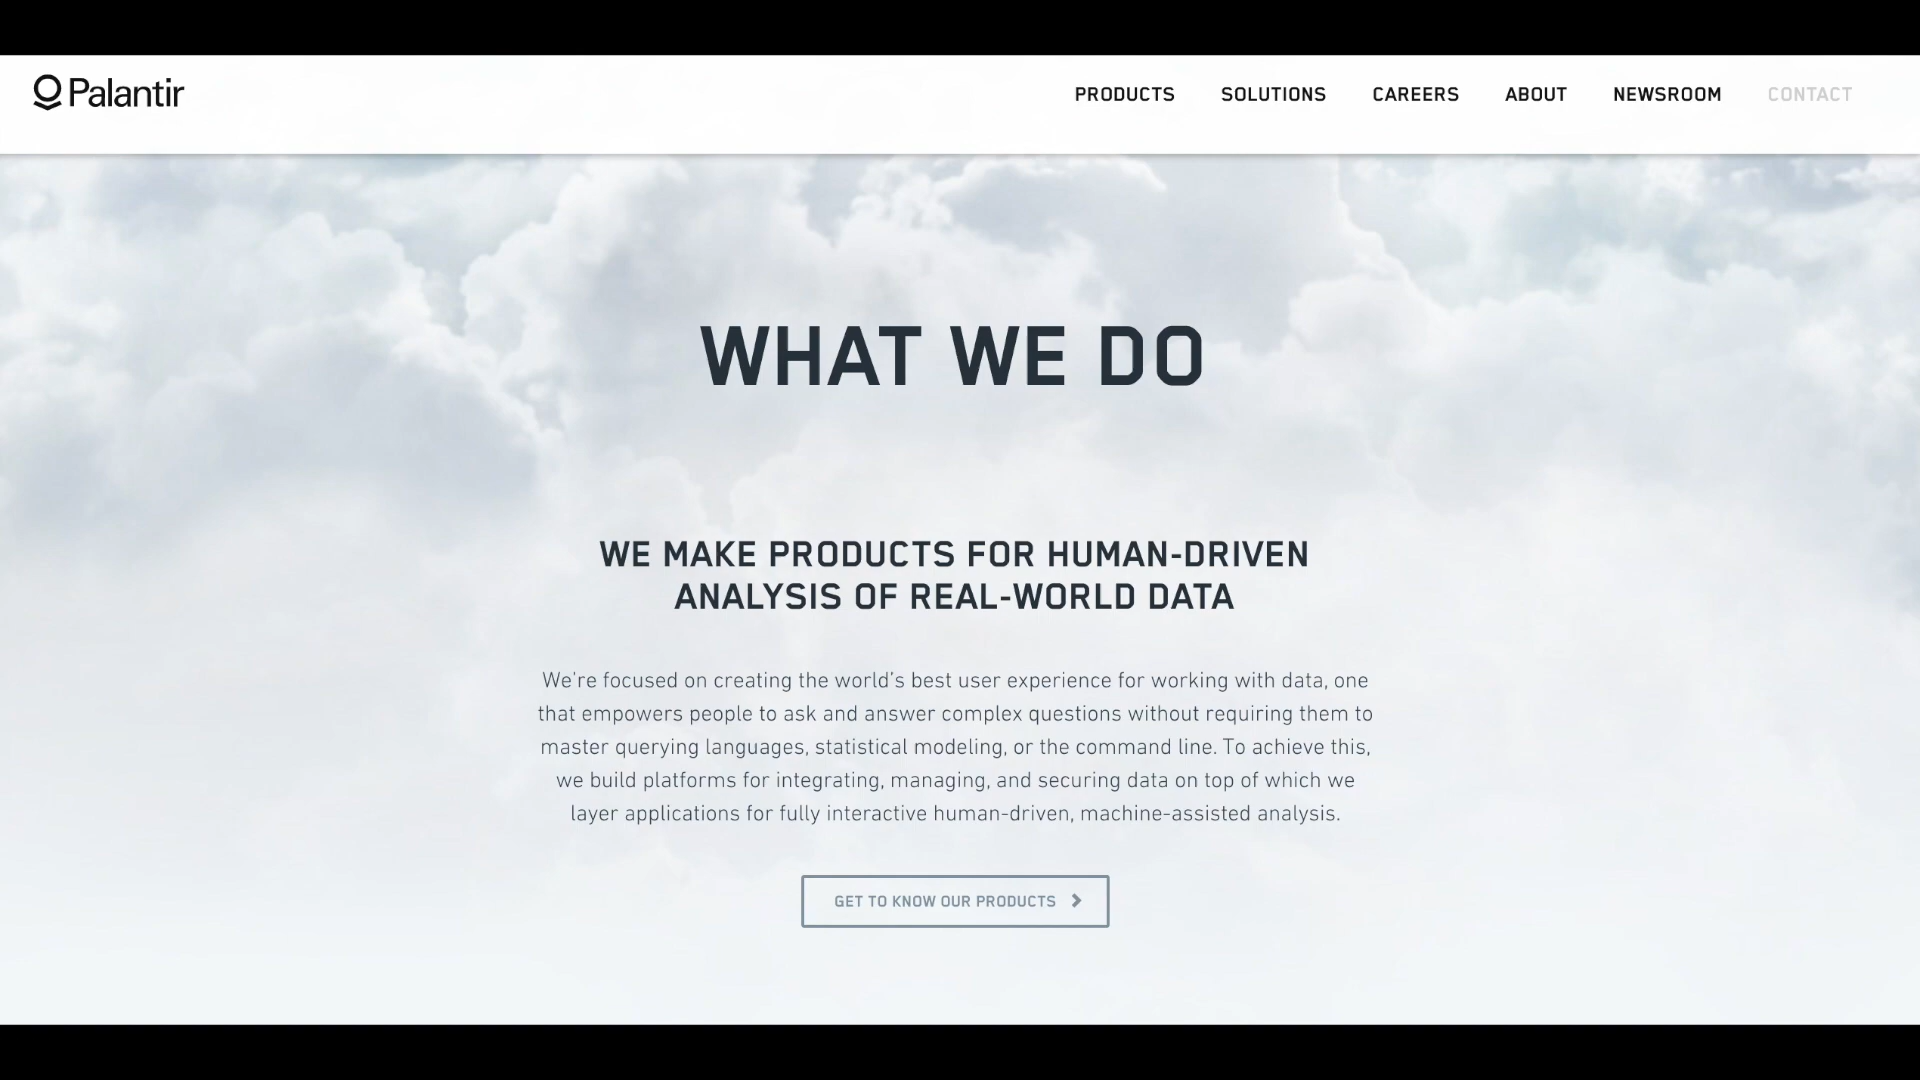 Palantir
PRODUCTS SOLUTIONS CAREERS ABOUT NEWSROOM CONTACT
WHAT WE DO
WE MAKE PRODUCTS FOR HUMAN-DRIVEN
ANALYSIS OF REAL-WORLD DATA
We're focused on creating the world's best user experience for working with data, one
that empowers people to ask and answer complex questions without requiring them to
master querying languages, statistical modeling, or the command line. To achieve this,
we build platforms for integrating, managing, and securing data on top of which we
layer applications for fully interactive human-driven, machine-assisted analysis.
GET TO KNOW OUR PRODUCTS